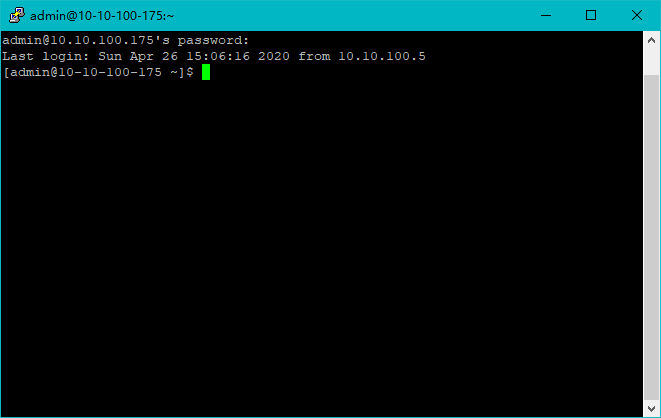 admin@10-10-100-175:~
admin@10.10.100.175's password:
Last login: Sun Apr 26 15:06:16 2020 from 10.10.100.5
[admin@10-10-100-175 ~]$